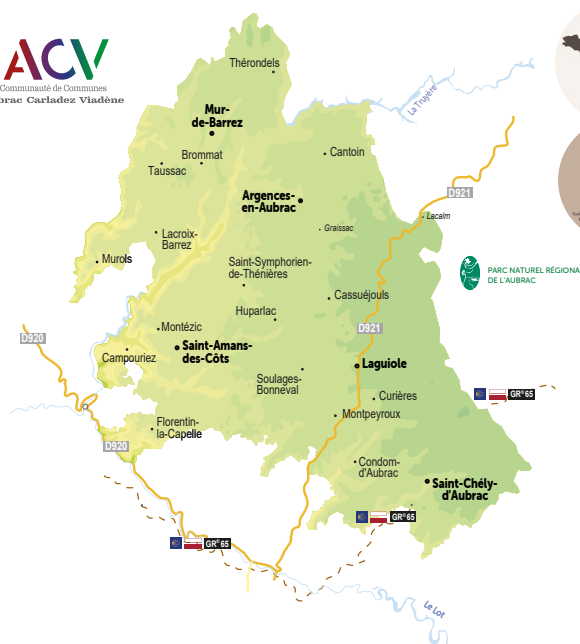 ACV
Communauté de Communes
brac Carladez Viadène
Thérondels
La Truyère
Mur-
de-Barrez
Brommat
Taussac
Cantoin
D921
Argences-
en-Aubrac
Lacalm
Graissac
Lacroix-
Barrez
Murols
Saint-Symphorien-
de-Thénières
PARC NATUREL RÉGIONA
DE L'AUBRAC
Cassuéjouls
Huparlac
Montézic
D921
D920
Saint-Amans-
des-Côts
Campouriez
Laguiole
Soulages-
Bonneval
Curières
GR®65
Montpeyroux
Florentin-
la-Capelle
D920
Condom-
d'Aubrac
Saint-Chély-
d'Aubrac
GR®65
GR®65
Le Lot